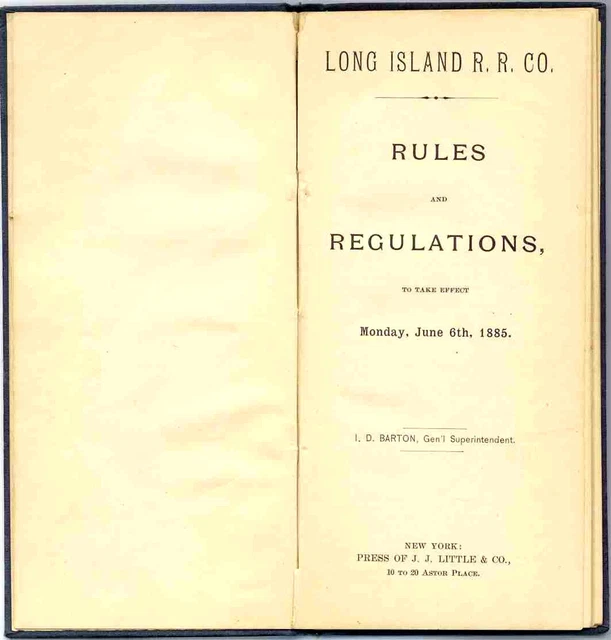 LONG ISLAND R. R. CO.
RULES
AND
REGULATIONS,
TO TAKE EFFECT
Monday, June 6th, 1885.
I. D. BARTON, Gen'l Superintendent.
NEW YORK:
PRESS OF J. J. LITTLE & CO.,
10 TO 20 ASTOR PLACE.